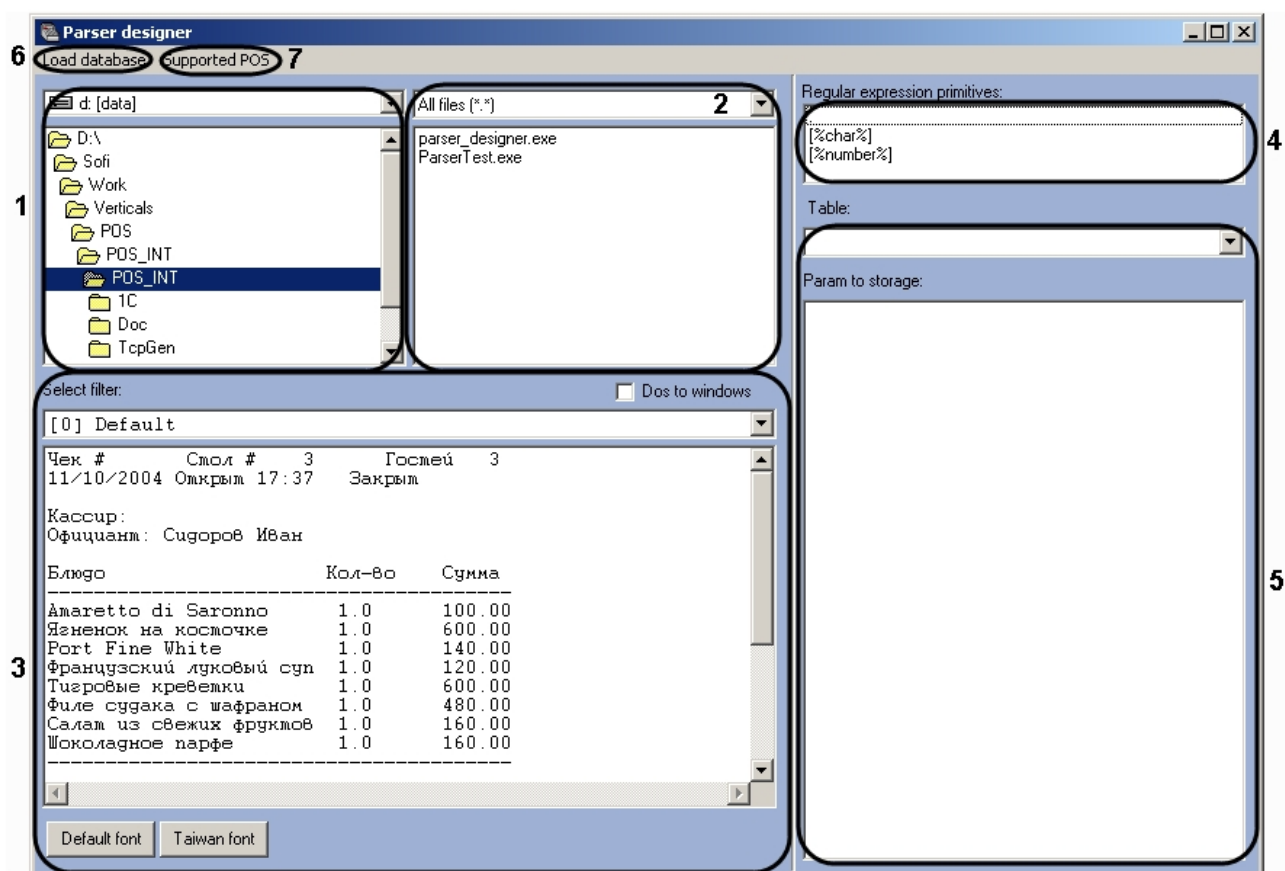 Parser designer
6 Load database Supported POS 7
d: [data]
All files (*.*) 2
Regular expression primitives:
D:\
Sofi
Work
Verticals
POS
POS_INT
POS_INT
1C
Doc
TcpGen
1
parser_designer.exe
ParserTest.exe
[%char%]
[%number%]
4
Table:
Param to storage:
5
Select filter:
Dos to windows
[0] Default
Чек # Стол # 3 Гостей 3
11/10/2004 Открыт 17:37 Закрыт
Кассир:
Официант: Сидоров Иван
Блюдо Кол-во Сумма
----------------------------------------
Amaretto di Saronno 1.0 100.00
Ягненок на косточке 1.0 600.00
Port Fine White 1.0 140.00
Французский луковый суп 1.0 120.00
Тигровые креветки 1.0 600.00
Филе судака с шафраном 1.0 480.00
Салат из свежих фруктов 1.0 160.00
Шоколадное парфе 1.0 160.00
----------------------------------------
3
Default font Taiwan font